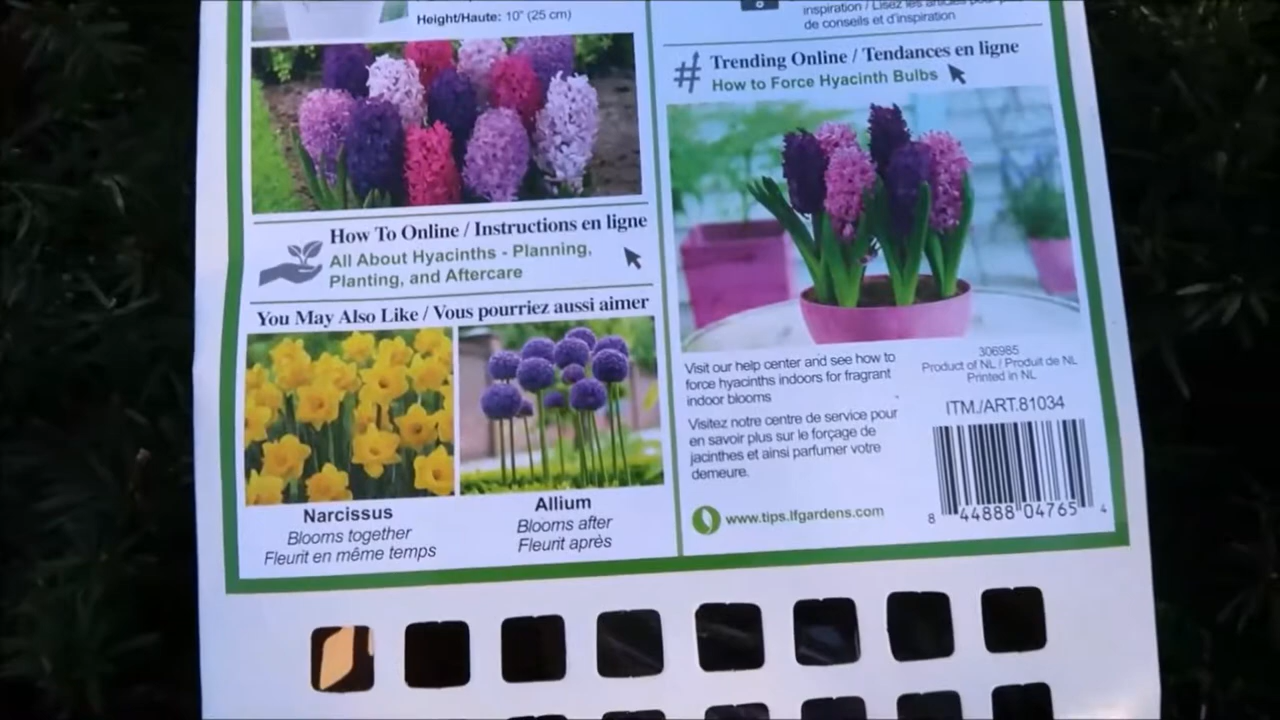 Height/Haute: 10" (25 cm)
How To Online / Instructions en ligne
All About Hyacinths - Planning,
Planting, and Aftercare
You May Also Like / Vous pourriez aussi aimer
Narcissus
Blooms together
Fleurit en même temps
Allium
Blooms after
Fleurit après
inspiration / Lisez les
de conseils et d'inspiration
# Trending Online / Tendances en ligne
How to Force Hyacinth Bulbs
Visit our help center and see how to
force hyacinths indoors for fragrant
indoor blooms
Visitez notre centre de service pour
en savoir plus sur le forçage de
jacinthes et ainsi parfumer votre
demeure.
www.tips.lfgardens.com
306985
Product of NL / Produit de NL
Printed in NL
ITM./ART.81034
8 44888 04765 4